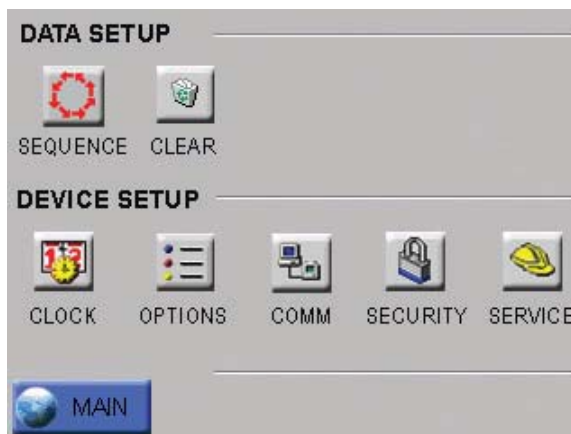 DATA SETUP
SEQUENCE CLEAR
DEVICE SETUP
CLOCK OPTIONS COMM SECURITY SERVICE
MAIN